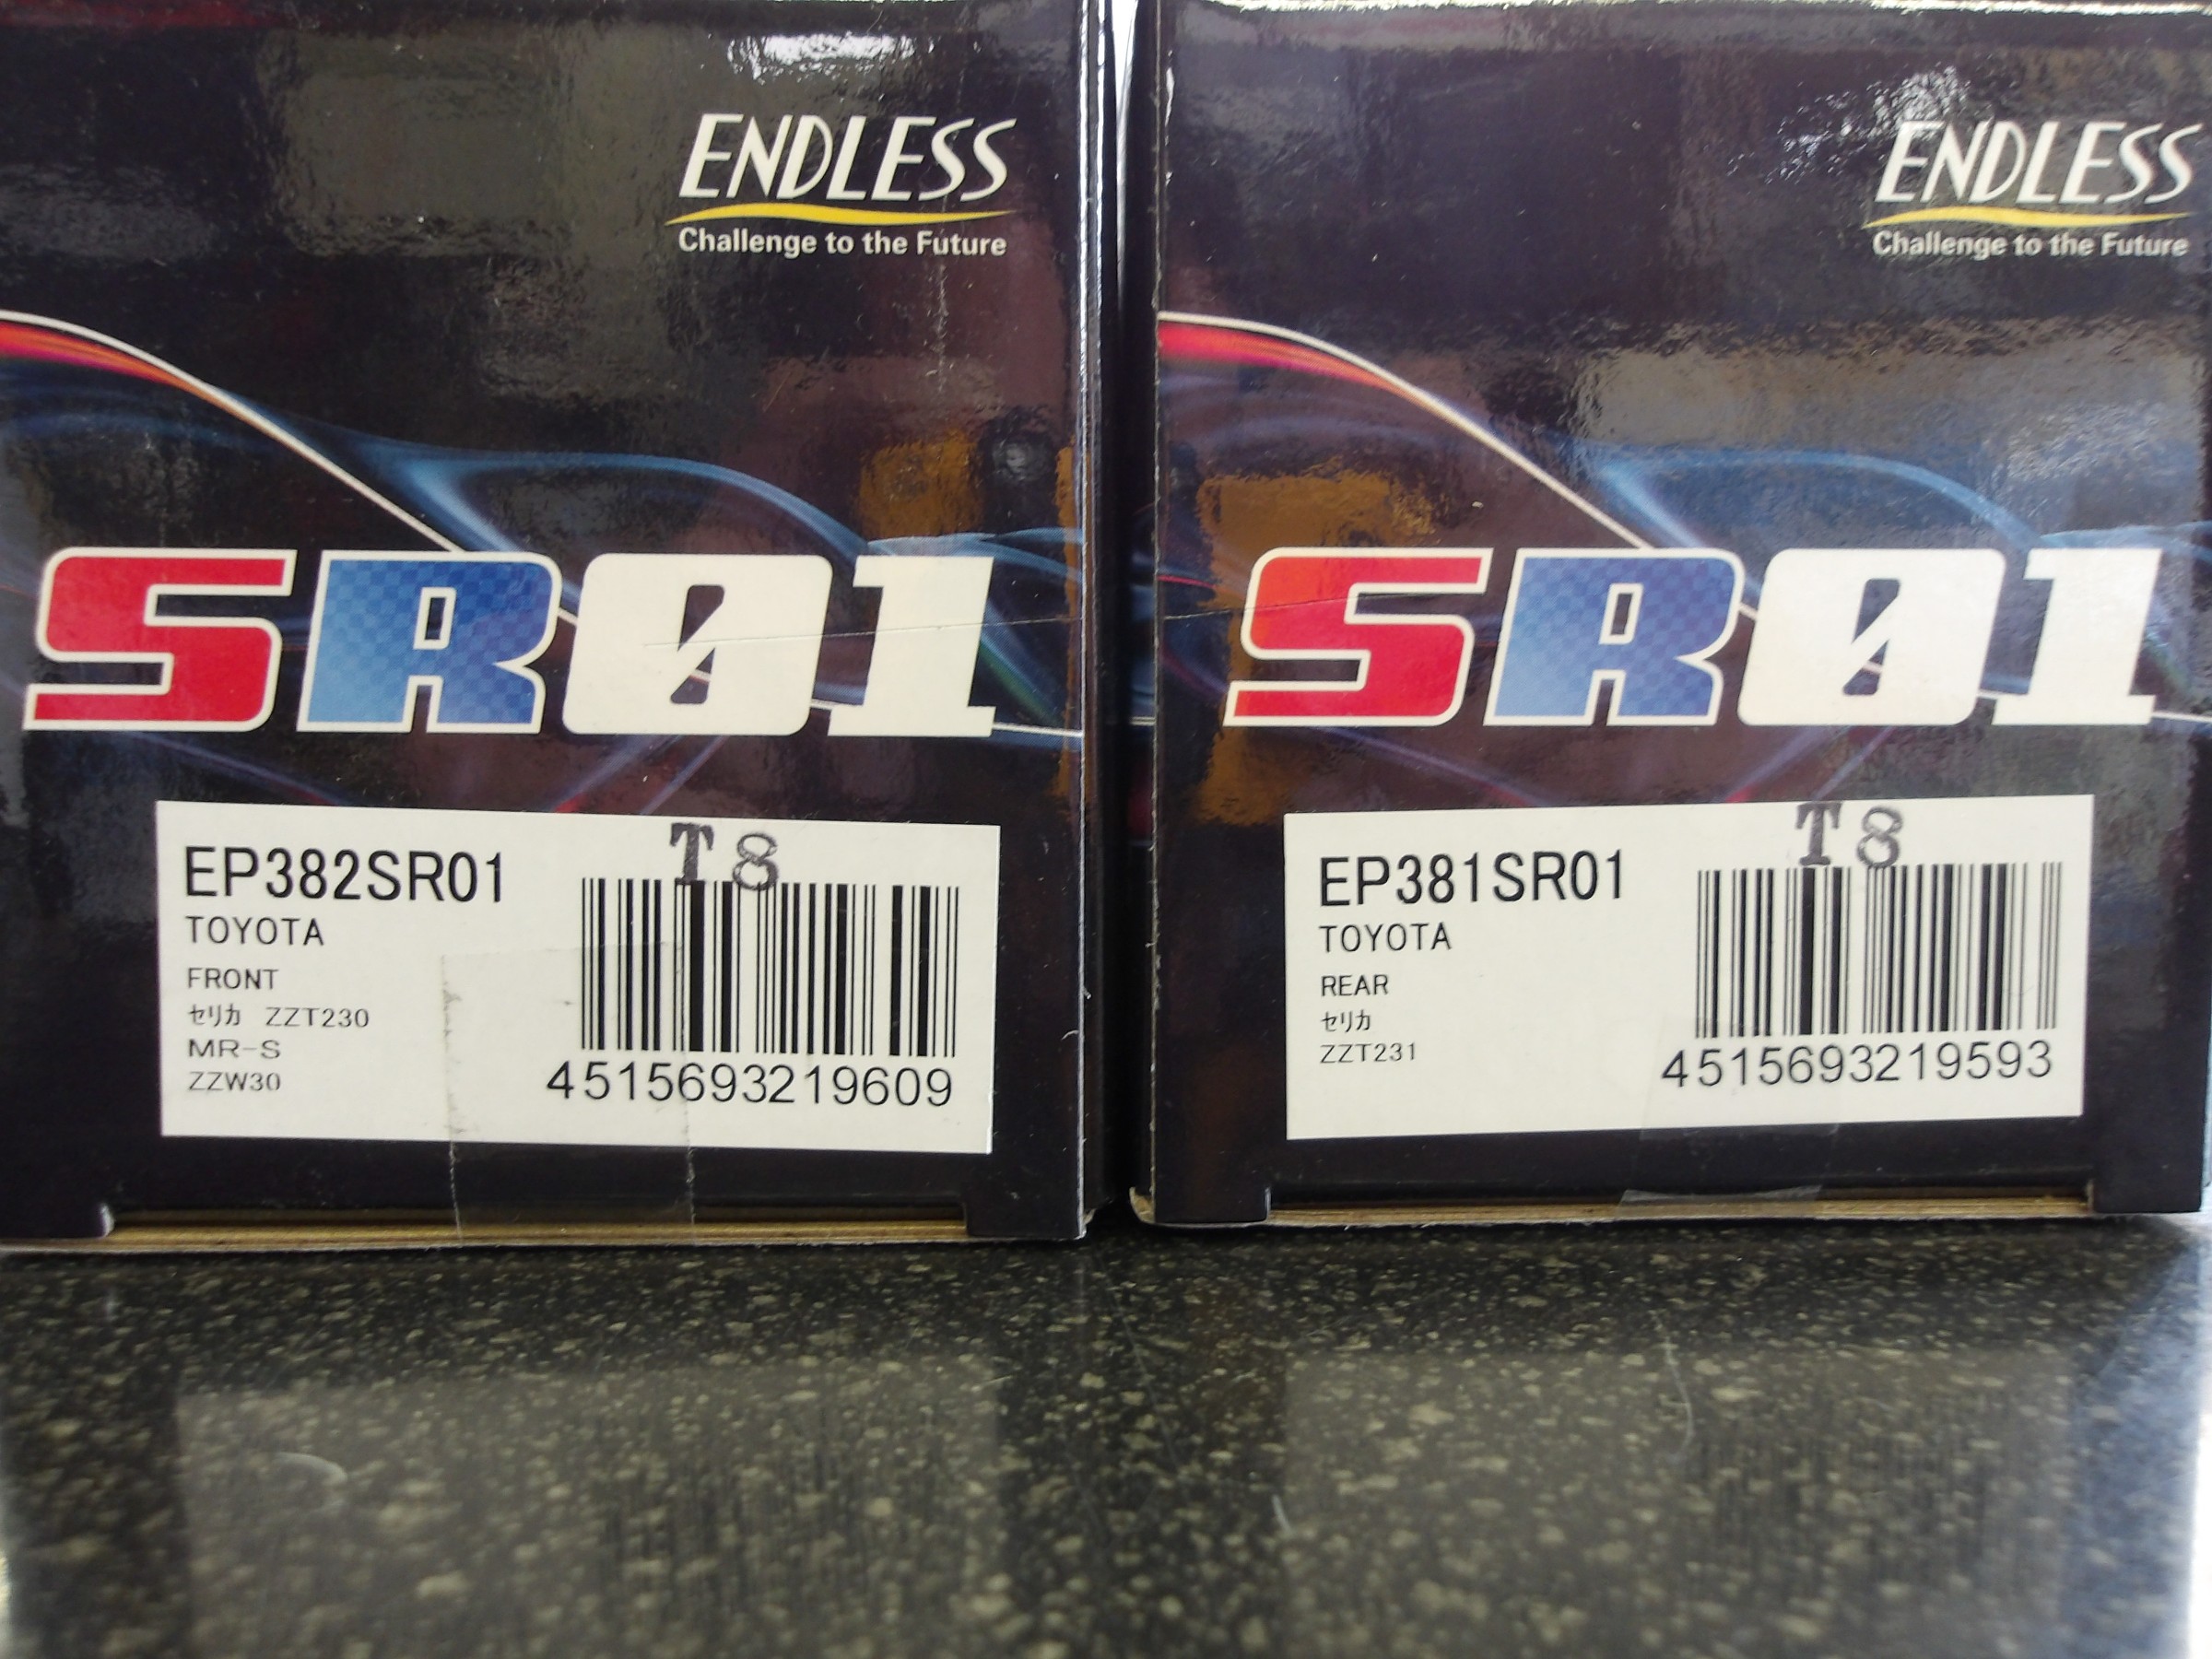 ENDLESS
Challenge to the Future
SR01
T8
EP382SR01
TOYOTA
FRONT
セリカ ZZT230
MR-S
ZZW30
4515693219609
ENDLESS
Challenge to the Future
SR01
T8
EP381SR01
TOYOTA
REAR
セリカ
ZZT231
4515693219593